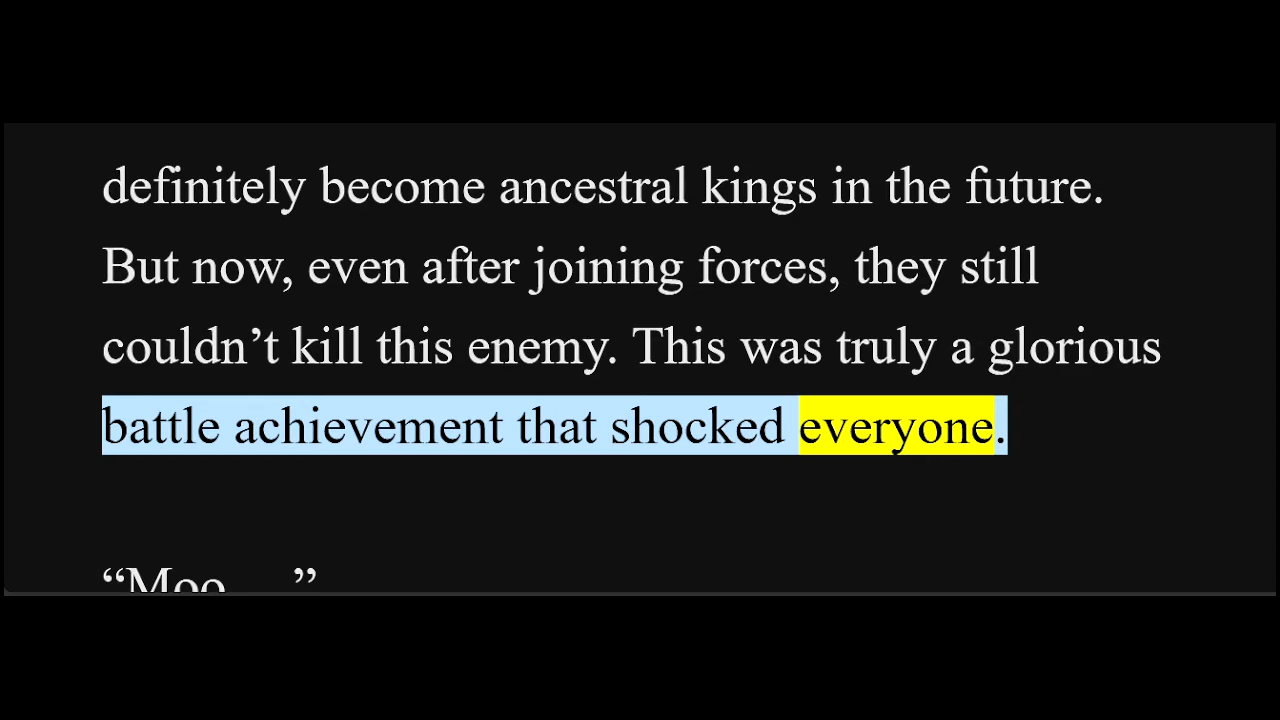 definitely become ancestral kings in the future.
But now, even after joining forces, they still
couldn’t kill this enemy. This was truly a glorious
battle achievement that shocked everyone.
“Moo     ”